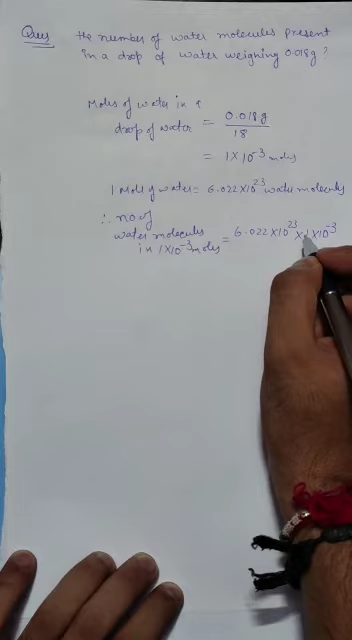 Ques The number of water molecules present
in a drop of water weighing 0.018g?
Moles of water in a
drop of water = 0.018g
18
= 1×10⁻³ moles
1 Mole of water = 6.022×10²³ water molecules
∴ no of
water molecules
in 1×10⁻³ moles = 6.022×10²³×1×10⁻³